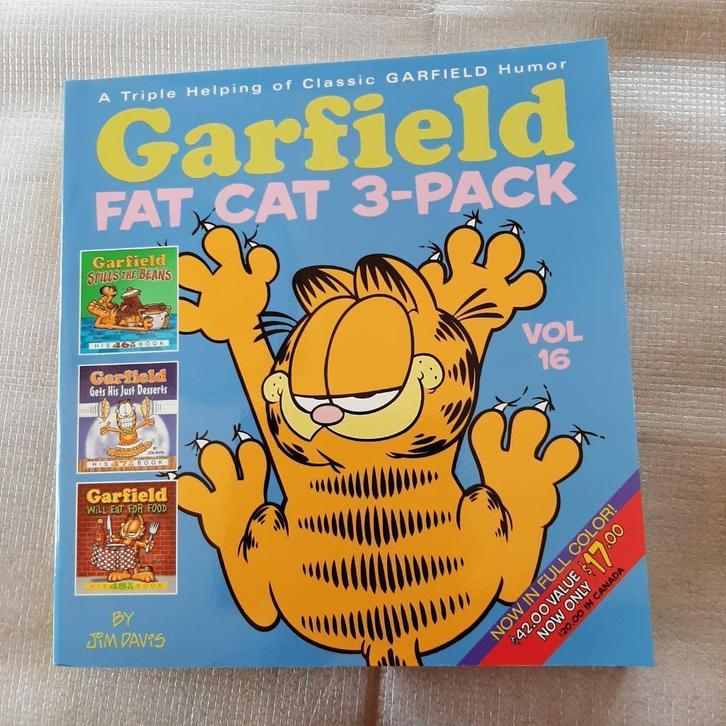 A Triple Helping of Classic GARFIELD Humor
Garfield
FAT CAT 3-PACK
Garfield
SPILLS THE BEANS
HIS 46TH BOOK
VOL
16
Garfield
Gets His Just Desserts
HIS 47TH BOOK
Garfield
WILL EAT FOR FOOD
HIS 48TH BOOK
BY
JIM DAVIS
NOW IN FULL COLOR!
$42.00 VALUE
NOW ONLY $17.00
$20.00 IN CANADA